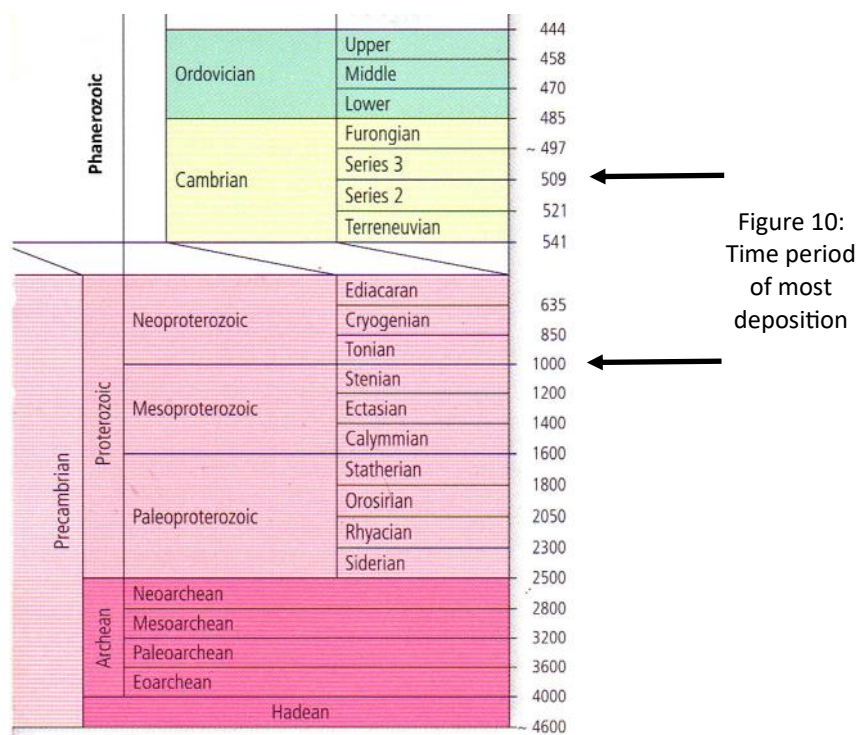 444
Upper
458
Ordovician
Middle
470
Lower
485
Phanerozoic
Furongian
~ 497
Series 3
Cambrian
509
Series 2
521
Terreneuvian
541
Figure 10:
Time period
of most
deposition
Ediacaran
635
Neoproterozoic
Cryogenian
850
Tonian
1000
Proterozoic
Stenian
1200
Mesoproterozoic
Ectasian
1400
Calymmian
1600
Precambrian
Statherian
1800
Paleoproterozoic
Orosirian
2050
Rhyacian
2300
Siderian
2500
Archean
Neoarchean
2800
Mesoarchean
3200
Paleoarchean
3600
Eoarchean
4000
Hadean
~ 4600